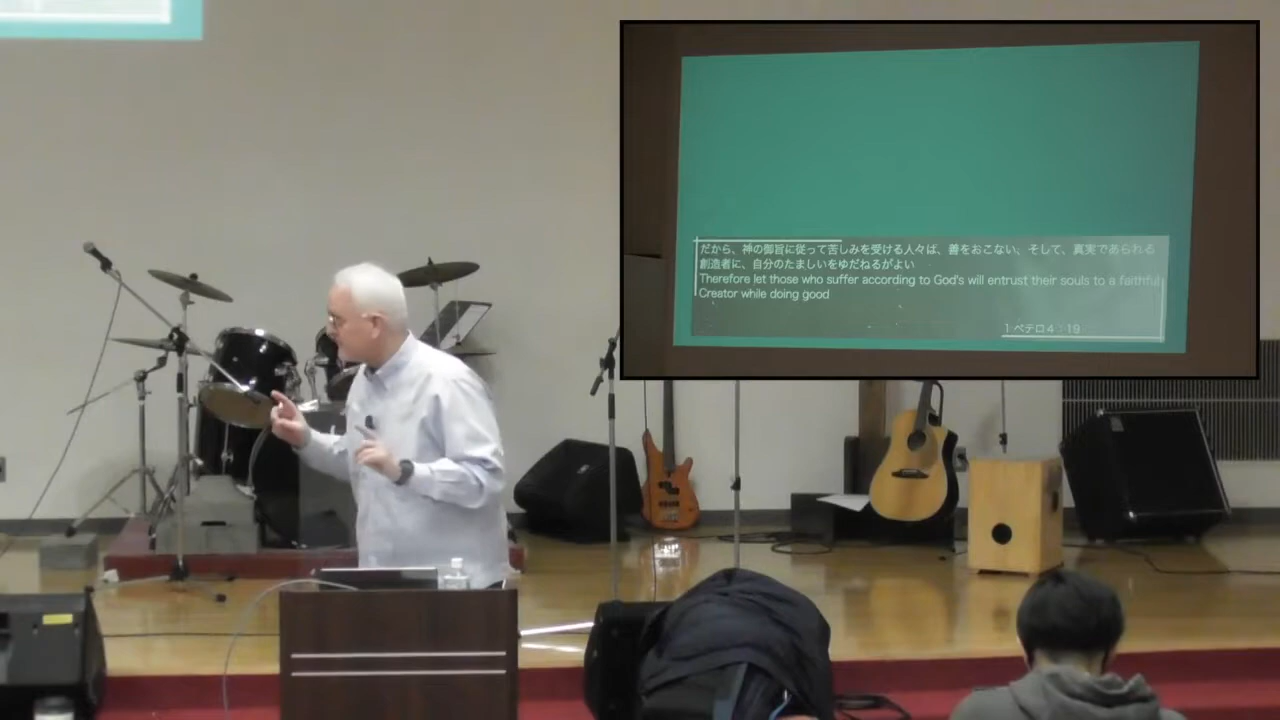 だから、神の御旨に従って苦しみを受ける人々は、善をおこない、そして、真実であられる
創造者に、自分のたましいをゆだねるがよい
Therefore let those who suffer according to God's will entrust their souls to a faithful
Creator while doing good
1 ペテロ4：19